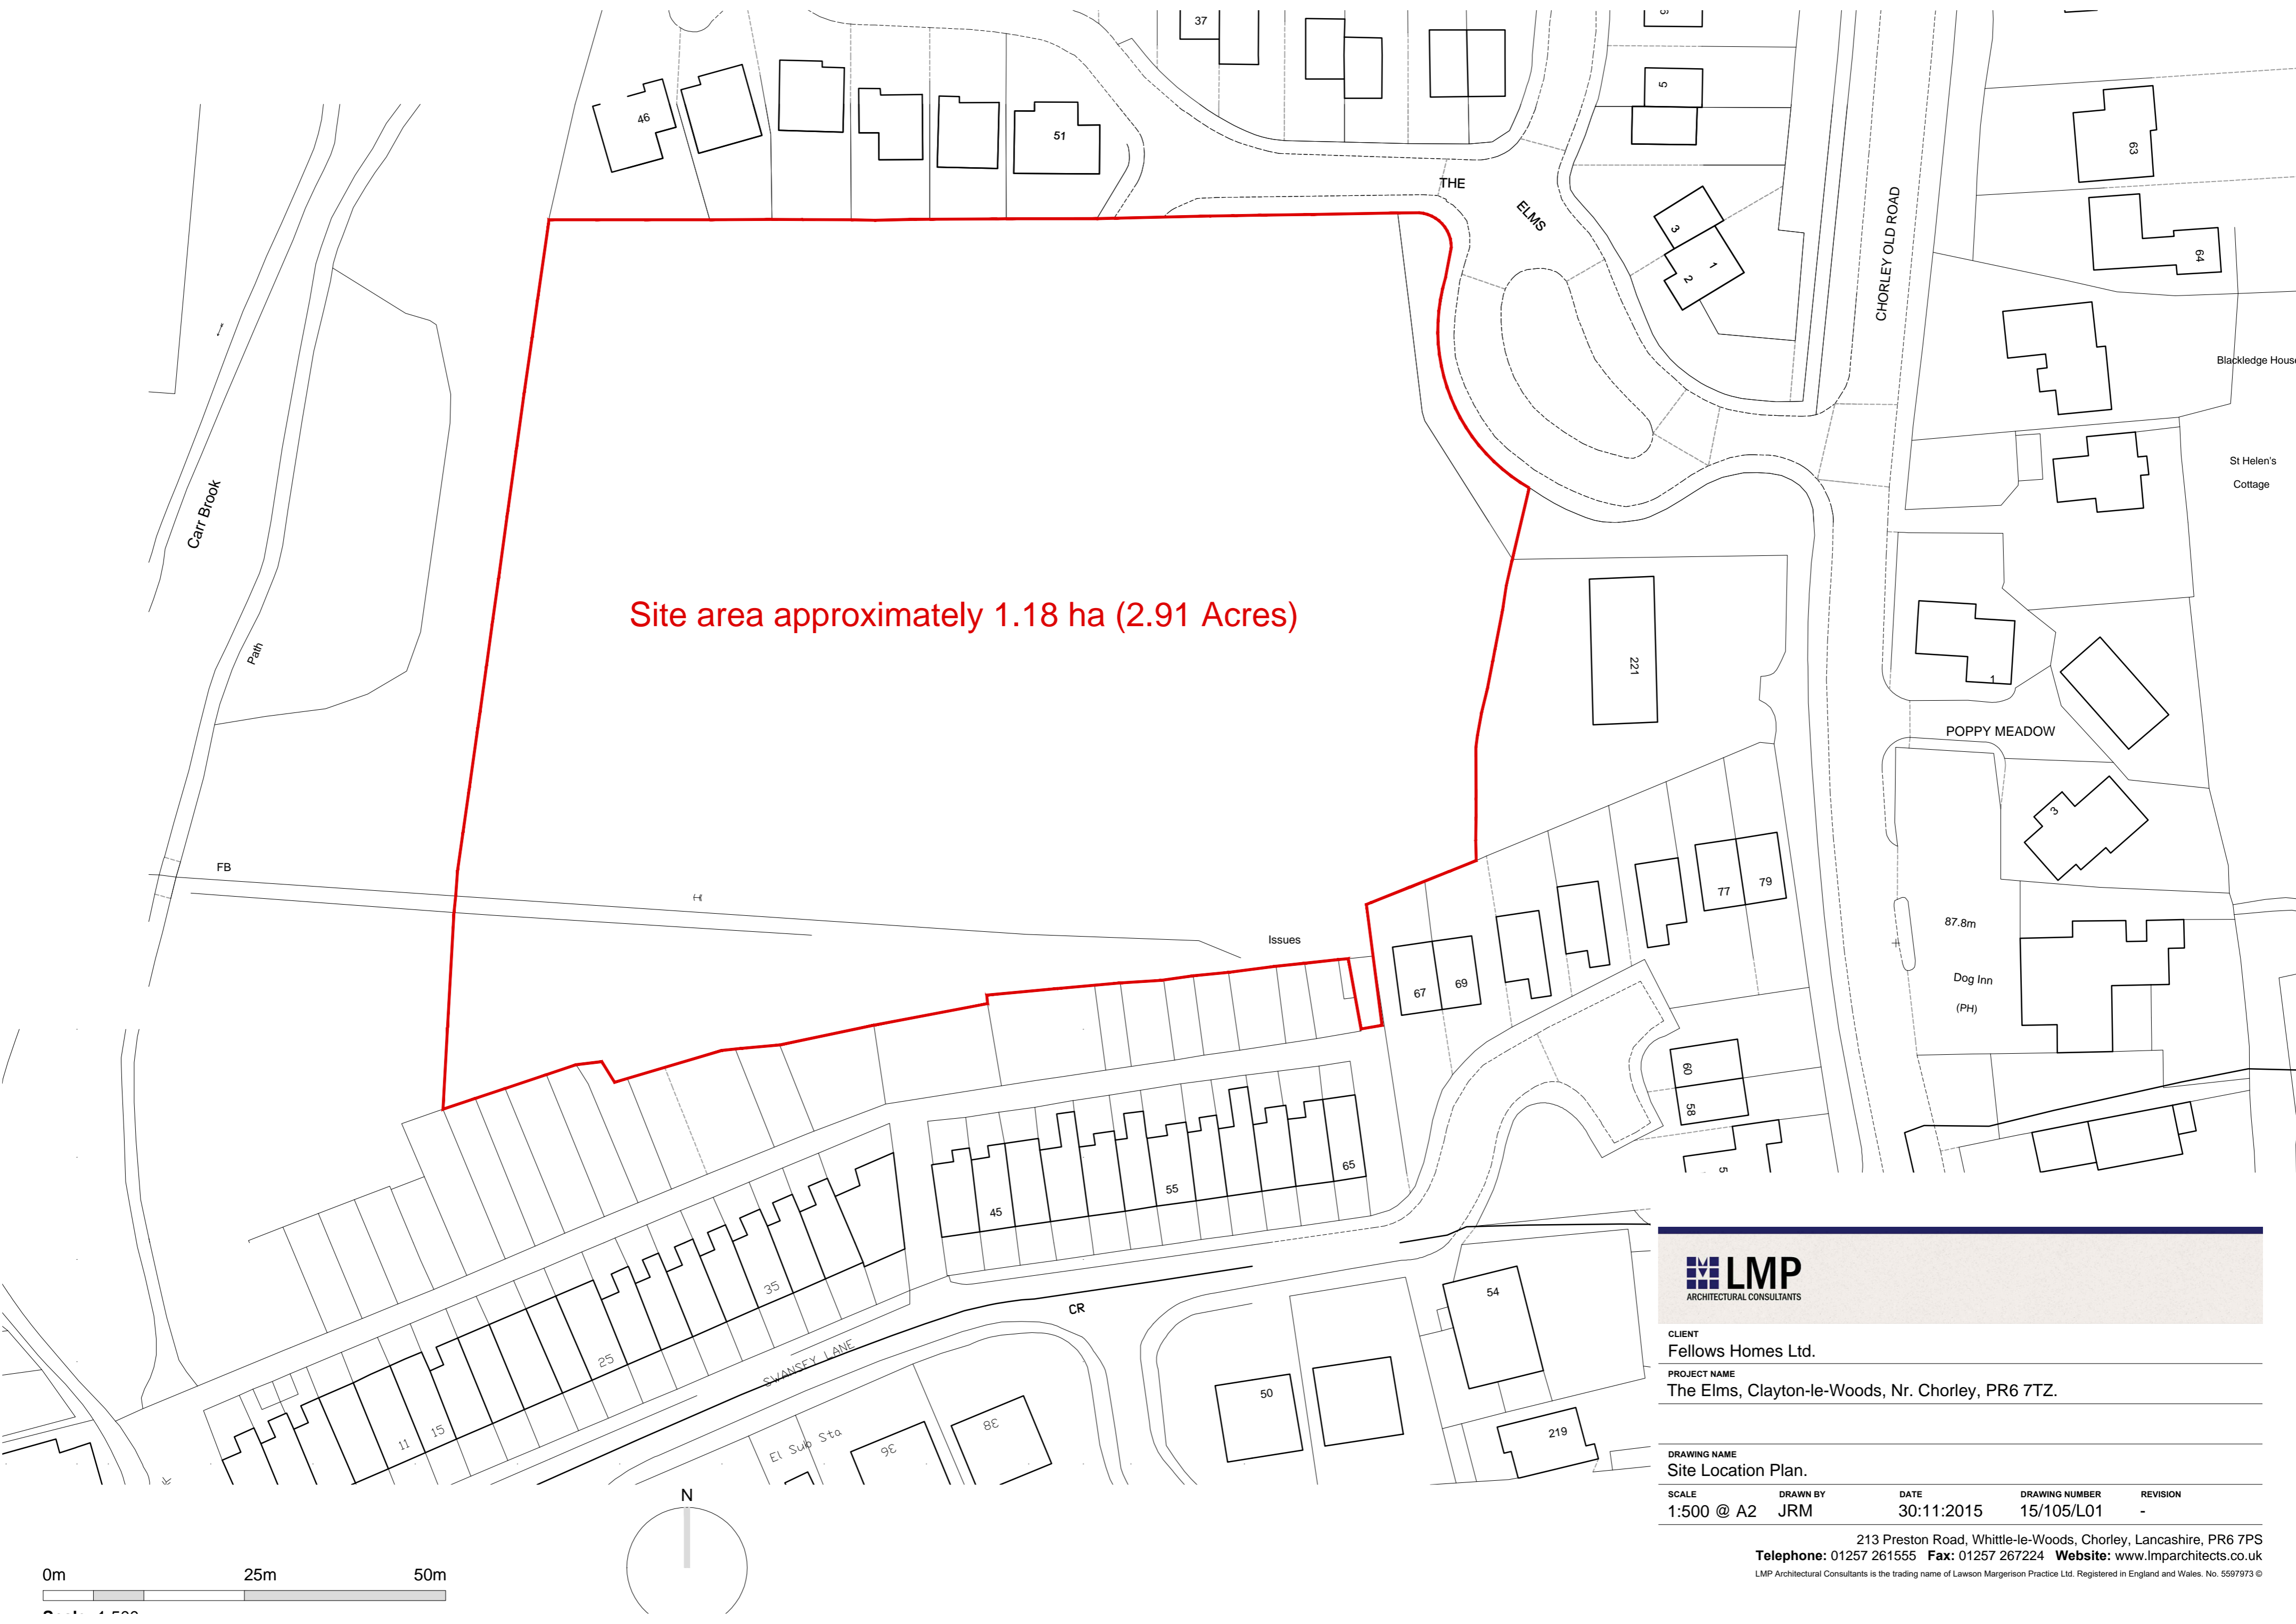 37
46
51
5
63
THE
ELMS
3
1
2
CHORLEY OLD ROAD
64
Blackledge House
St Helen's
Cottage
Carr Brook
Path
Site area approximately 1.18 ha (2.91 Acres)
221
1
POPPY MEADOW
3
FB
Issues
67
69
77
79
87.8m
Dog Inn
(PH)
60
58
5
45
55
65
35
25
15
11
SWANSEY LANE
CR
54
50
219
El Sub Sta
36
38
N
0m 25m 50m
LMP
ARCHITECTURAL CONSULTANTS
CLIENT
Fellows Homes Ltd.
PROJECT NAME
The Elms, Clayton-le-Woods, Nr. Chorley, PR6 7TZ.
DRAWING NAME
Site Location Plan.
SCALE DRAWN BY DATE DRAWING NUMBER REVISION
1:500 @ A2 JRM 30:11:2015 15/105/L01 -
213 Preston Road, Whittle-le-Woods, Chorley, Lancashire, PR6 7PS
Telephone: 01257 261555 Fax: 01257 267224 Website: www.lmparchitects.co.uk
LMP Architectural Consultants is the trading name of Lawson Margerison Practice Ltd. Registered in England and Wales. No. 5597973 ©